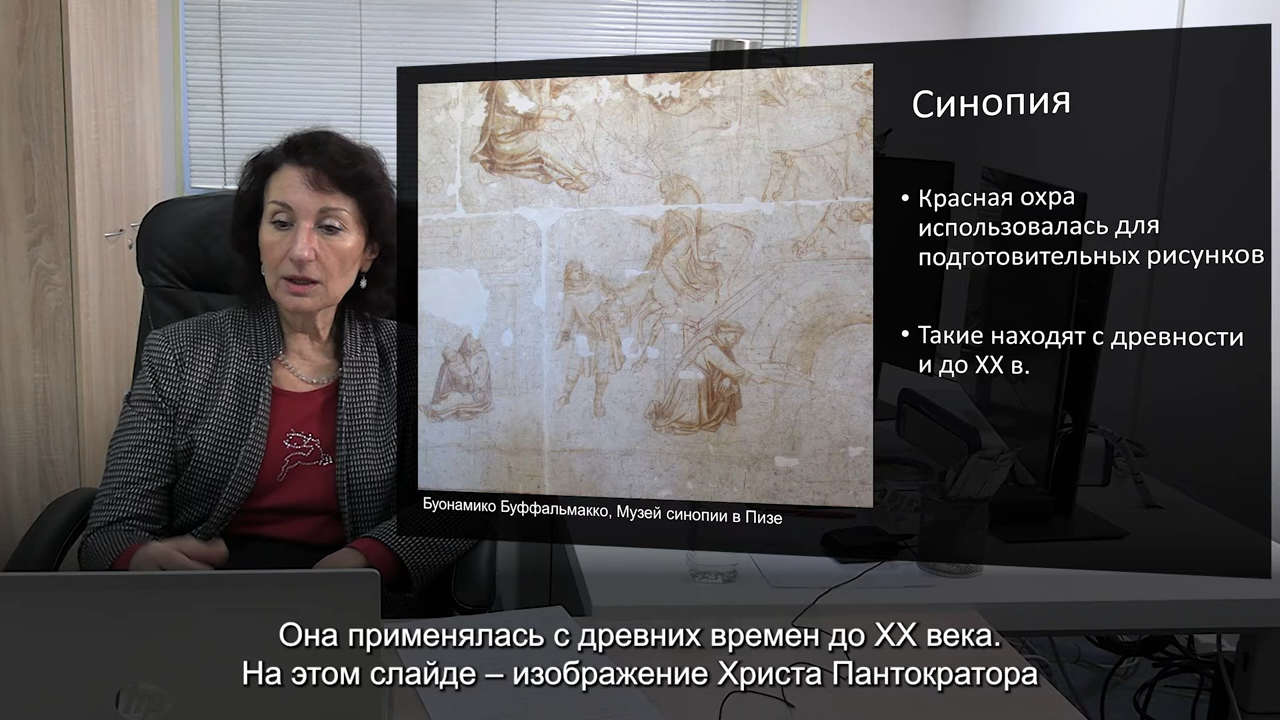 Синопия
• Красная охра
использовалась для
подготовительных рисунков
• Такие находят с древности
и до XX в.
Буонамико Буффальмакко, Музей синопии в Пизе
Она применялась с древних времен до XX века.
На этом слайде – изображение Христа Пантократора
hp